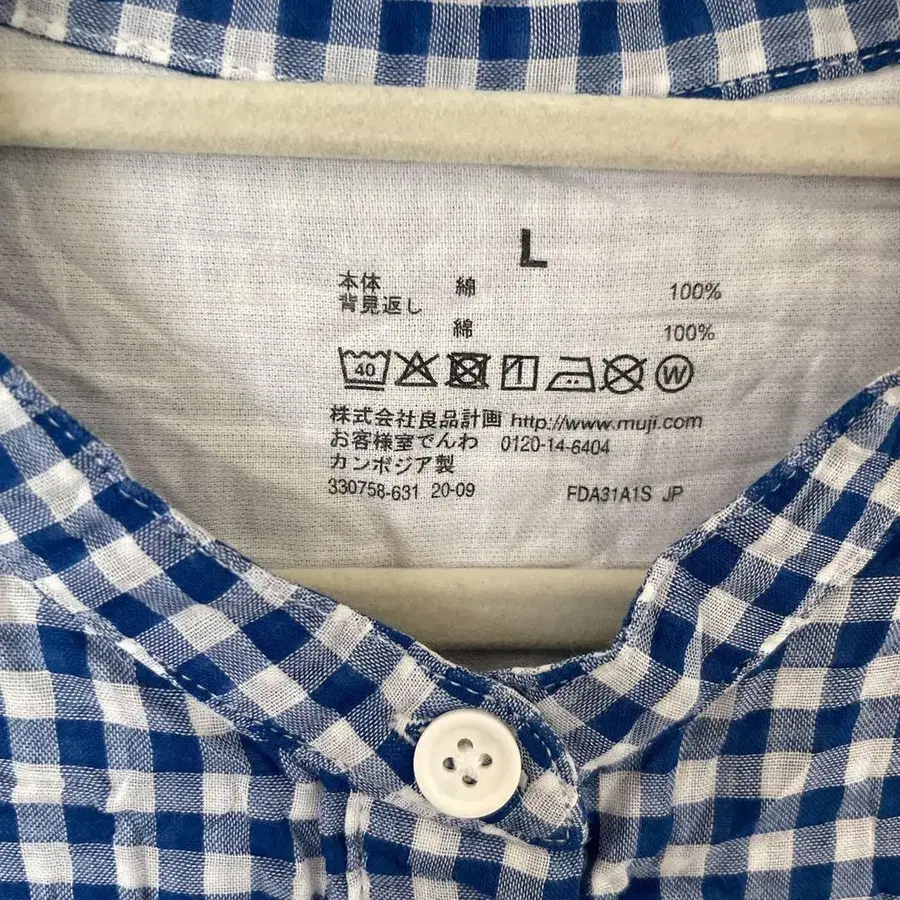 L
本体 綿 100%
背見返し
綿 100%
40 W
株式会社良品計画 http://www.muji.com
お客様室でんわ 0120-14-6404
カンボジア製
330758-631 20-09 FDA31A1S JP